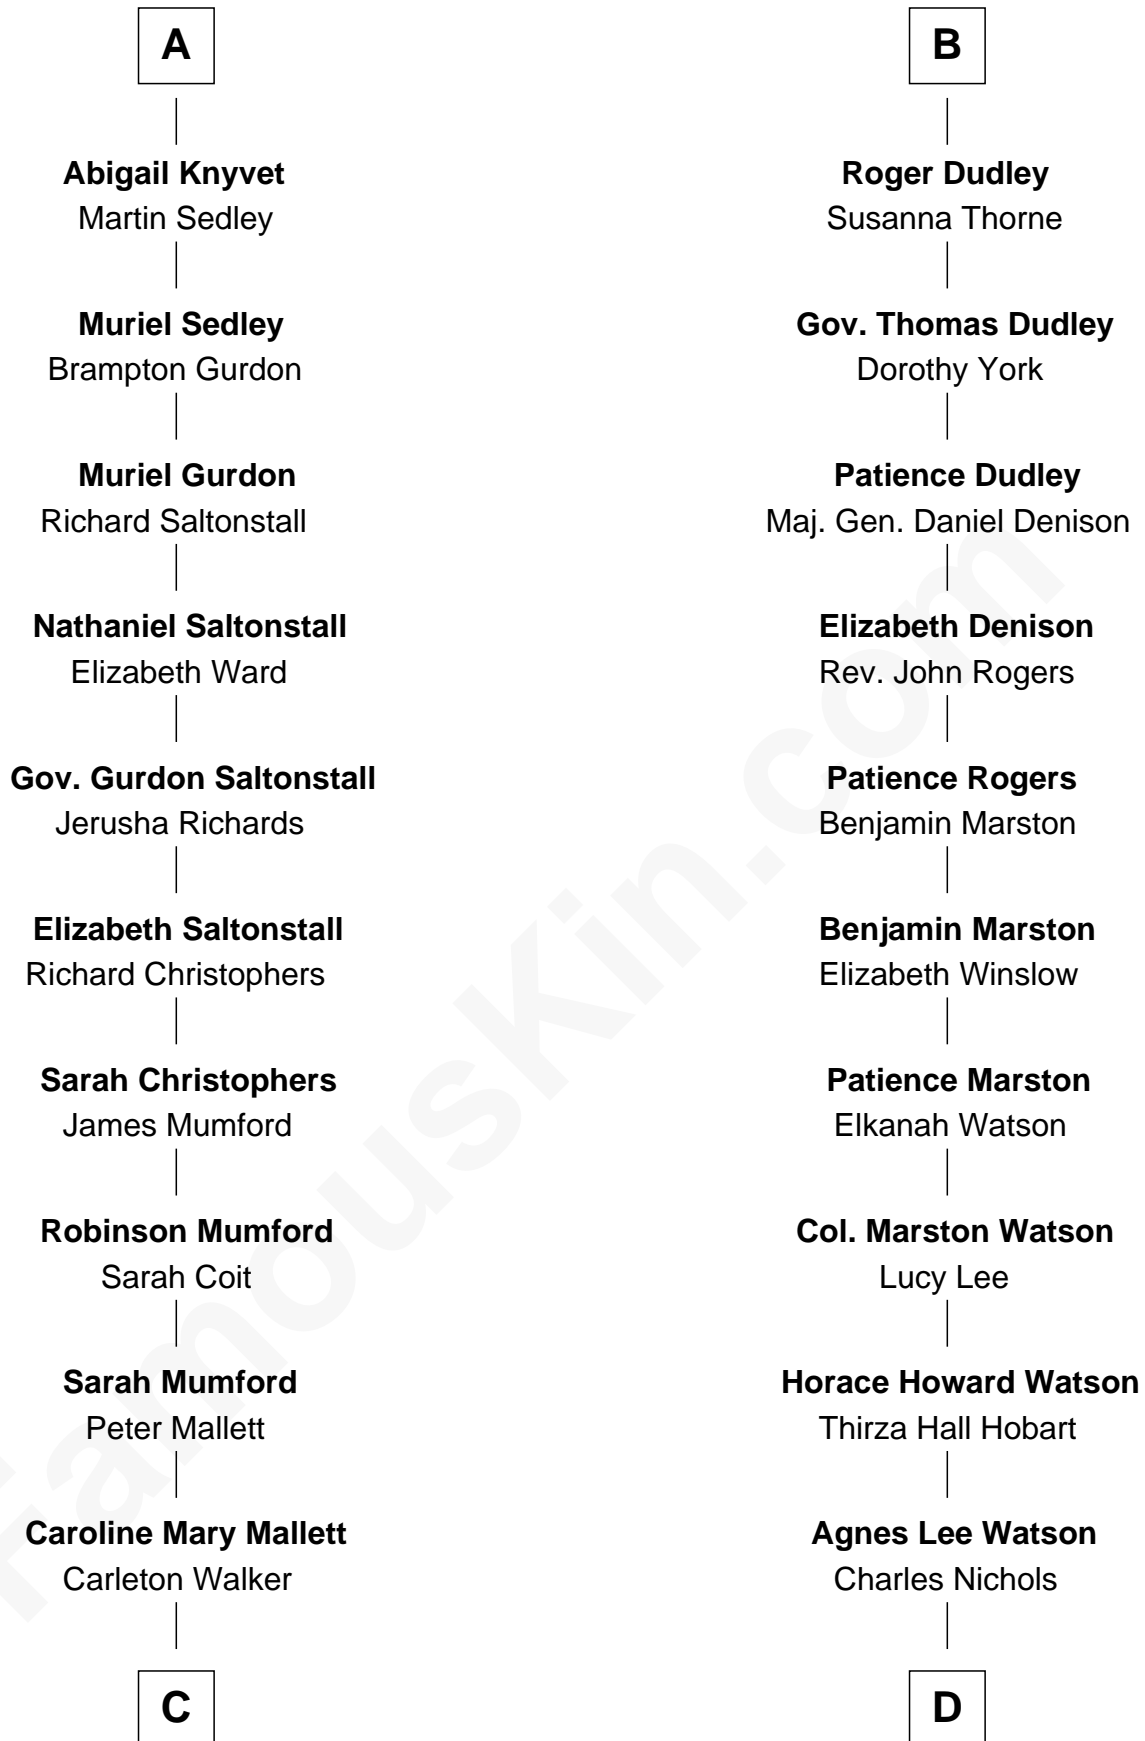 A
Abigail Knyvet
Martin Sedley
Muriel Sedley
Brampton Gurdon
Muriel Gurdon
Richard Saltonstall
Nathaniel Saltonstall
Elizabeth Ward
Gov. Gurdon Saltonstall
Jerusha Richards
Elizabeth Saltonstall
Richard Christophers
Sarah Christophers
James Mumford
Robinson Mumford
Sarah Coit
Sarah Mumford
Peter Mallett
Caroline Mary Mallett
Carleton Walker
C
B
Roger Dudley
Susanna Thorne
Gov. Thomas Dudley
Dorothy York
Patience Dudley
Maj. Gen. Daniel Denison
Elizabeth Denison
Rev. John Rogers
Patience Rogers
Benjamin Marston
Benjamin Marston
Elizabeth Winslow
Patience Marston
Elkanah Watson
Col. Marston Watson
Lucy Lee
Horace Howard Watson
Thirza Hall Hobart
Agnes Lee Watson
Charles Nichols
D
FamousKin.com